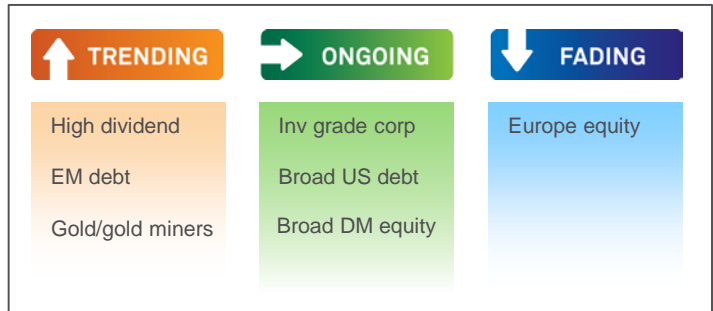 TRENDING
High dividend
EM debt
Gold/gold miners
ONGOING
Inv grade corp
Broad US debt
Broad DM equity
FADING
Europe equity